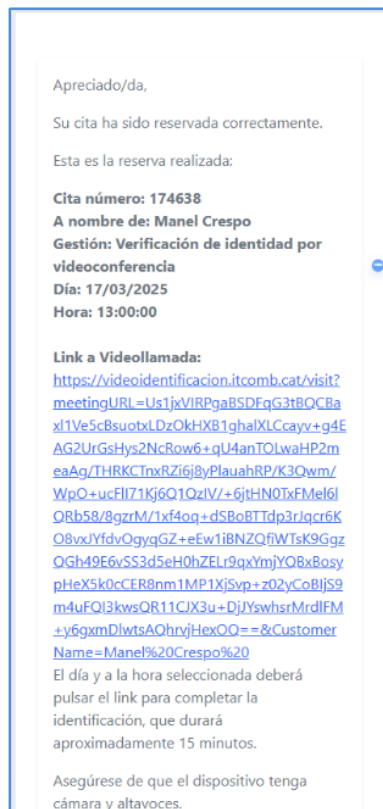 Apreciado/da,
Su cita ha sido reservada correctamente.
Esta es la reserva realizada:
Cita número: 174638
A nombre de: Manel Crespo
Gestión: Verificación de identidad por
videoconferencia
Día: 17/03/2025
Hora: 13:00:00
Link a Videollamada:
https://videoidentificacion.itcomb.cat/visit?
meetingURL=Us1jxVIRPgaBSDFqG3tBQCBa
xl1Ve5cBsuotxLDzOkHXB1ghalXLCcayv+g4E
AG2UrGsHys2NcRow6+qU4anTOLwaHP2m
eaAg/THRKCTnxRZi6j8yPlauahRP/K3Qwm/
WpO+ucFlI71Kj6Q1QzIV/+6jtHN0TxFMel6l
QRb58/8gzrM/1xf4oq+dSBoBTTdp3rJqcr6K
O8vxJYfdvOgyqGZ+eEw1iBNZQfiWTsK9Ggz
QGh49E6vSS3d5eH0hZELr9qxYmjYQBxBosy
pHeX5k0cCER8nm1MP1XjSvp+z02yCoBIjS9
m4uFQI3kwsQR11CJX3u+DjJYswhsrMrdlFM
+y6gxmDlwtsAQhrvjHexOQ==&Customer
Name=Manel%20Crespo%20
El día y a la hora seleccionada deberá
pulsar el link para completar la
identificación, que durará
aproximadamente 15 minutos.
Asegúrese de que el dispositivo tenga
cámara y altavoces.